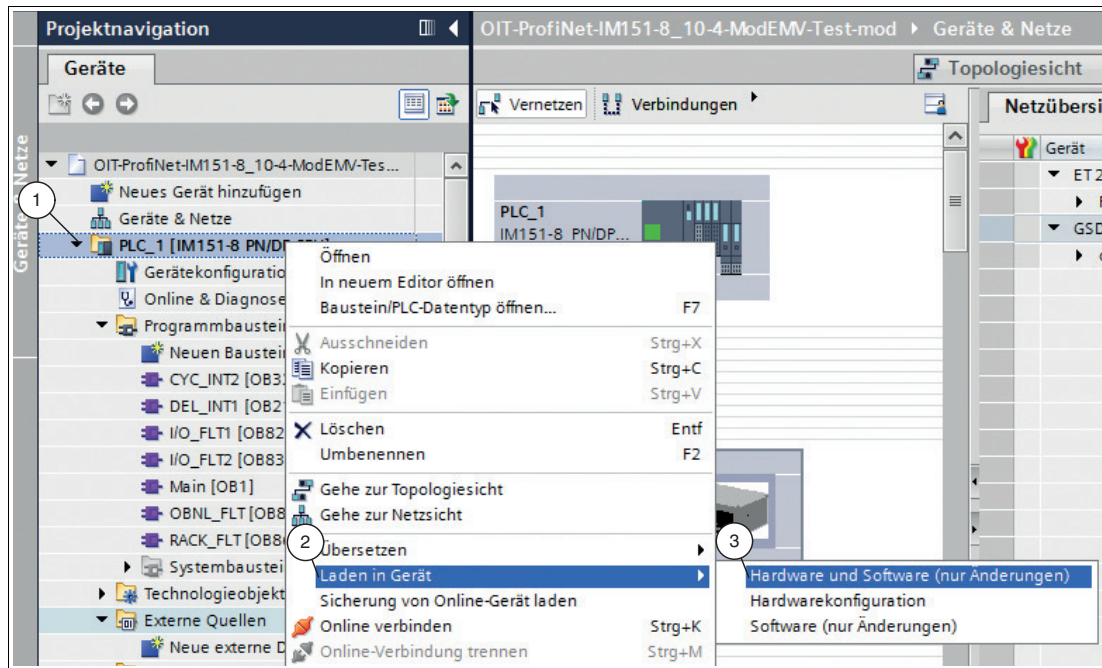 Projektnavigation
OIT-ProfiNet-IM151-8_10-4-ModEMV-Test-mod
Geräte & Netze
Geräte
Topologiesicht
Vernetzen
Verbindungen
Netzübersi
Geräte & Netze
OIT-ProfiNet-IM151-8_10-4-ModEMV-Tes...
Gerät
Neues Gerät hinzufügen
ET2
1
Geräte & Netze
PLC_1
IM151-8 PN/DP...
GSD
PLC_1 [IM151-8 PN/DP CPU]
Gerätekonfiguratio
Online & Diagnose
Programmbaustei
Neuen Baustei
CYC_INT2 [OB3
DEL_INT1 [OB2
I/O_FLT1 [OB82
I/O_FLT2 [OB83
Main [OB1]
OBNL_FLT [OB8
RACK_FLT [OB8
Systembaustei
Technologieobjekt
Externe Quellen
Neue externe D
Öffnen
In neuem Editor öffnen
Baustein/PLC-Datentyp öffnen... F7
Ausschneiden Strg+X
Kopieren Strg+C
Einfügen Strg+V
Löschen Entf
Umbenennen F2
Gehe zur Topologiesicht
Gehe zur Netzsicht
2
Übersetzen
Laden in Gerät
Sicherung von Online-Gerät laden
Online verbinden Strg+K
Online-Verbindung trennen Strg+M
3
Hardware und Software (nur Änderungen)
Hardwarekonfiguration
Software (nur Änderungen)